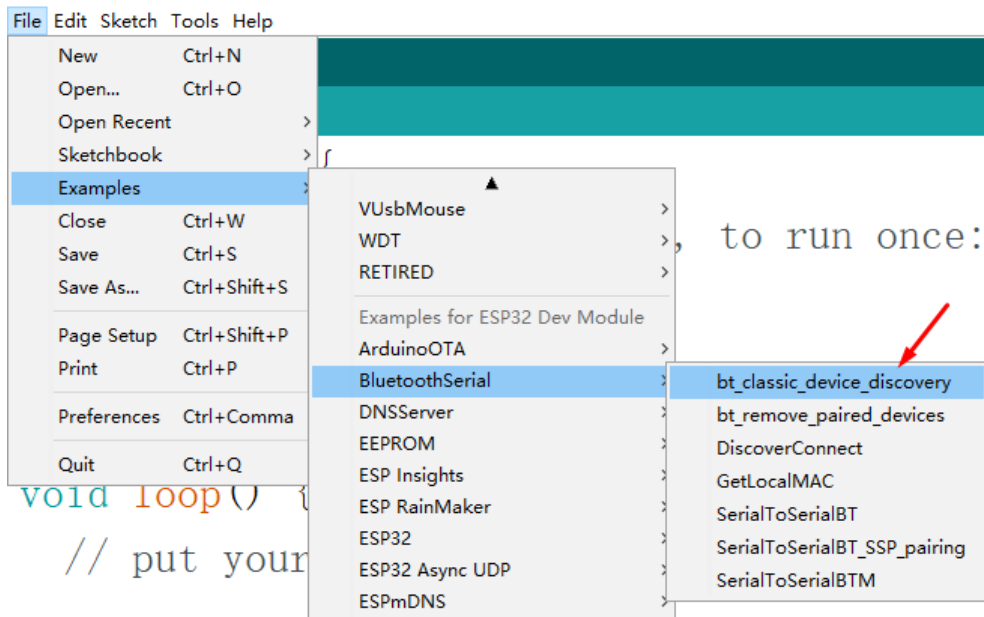 File Edit Sketch Tools Help
New Ctrl+N
Open... Ctrl+O
Open Recent
Sketchbook
Examples
Close Ctrl+W
Save Ctrl+S
Save As... Ctrl+Shift+S
Page Setup Ctrl+Shift+P
Print Ctrl+P
Preferences Ctrl+Comma
Quit Ctrl+Q
VUsbMouse
WDT
RETIRED
Examples for ESP32 Dev Module
ArduinoOTA
BluetoothSerial
DNSServer
EEPROM
ESP Insights
ESP RainMaker
ESP32
ESP32 Async UDP
ESPmDNS
bt_classic_device_discovery
bt_remove_paired_devices
DiscoverConnect
GetLocalMAC
SerialToSerialBT
SerialToSerialBT_SSP_pairing
SerialToSerialBTM
, to run once:
void loop() {
// put your